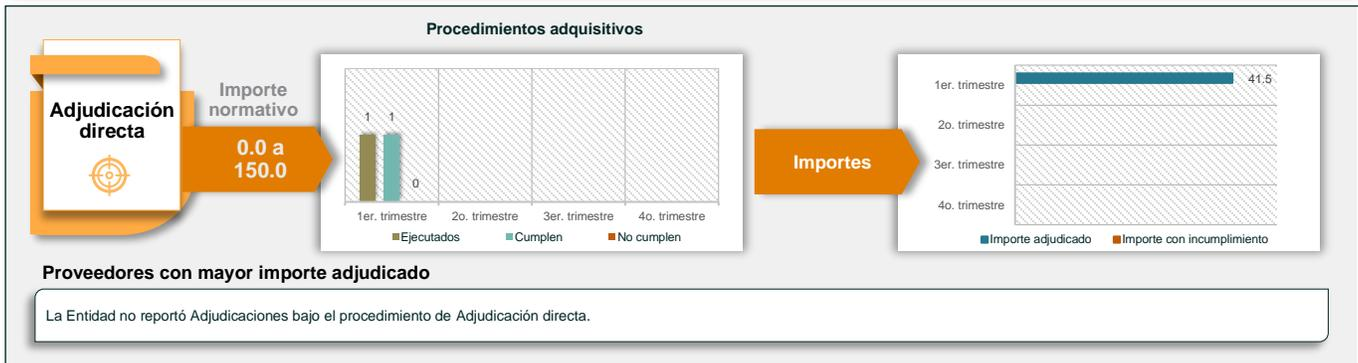 Procedimientos adquisitivos
Adjudicación
directa
Importe
normativo
0.0 a
150.0
1
1
0
1er. trimestre
2o. trimestre
3er. trimestre
4o. trimestre
Ejecutados
Cumplen
No cumplen
Importes
1er. trimestre
41.5
2o. trimestre
3er. trimestre
4o. trimestre
Importe adjudicado
Importe con incumplimiento
Proveedores con mayor importe adjudicado
La Entidad no reportó Adjudicaciones bajo el procedimiento de Adjudicación directa.